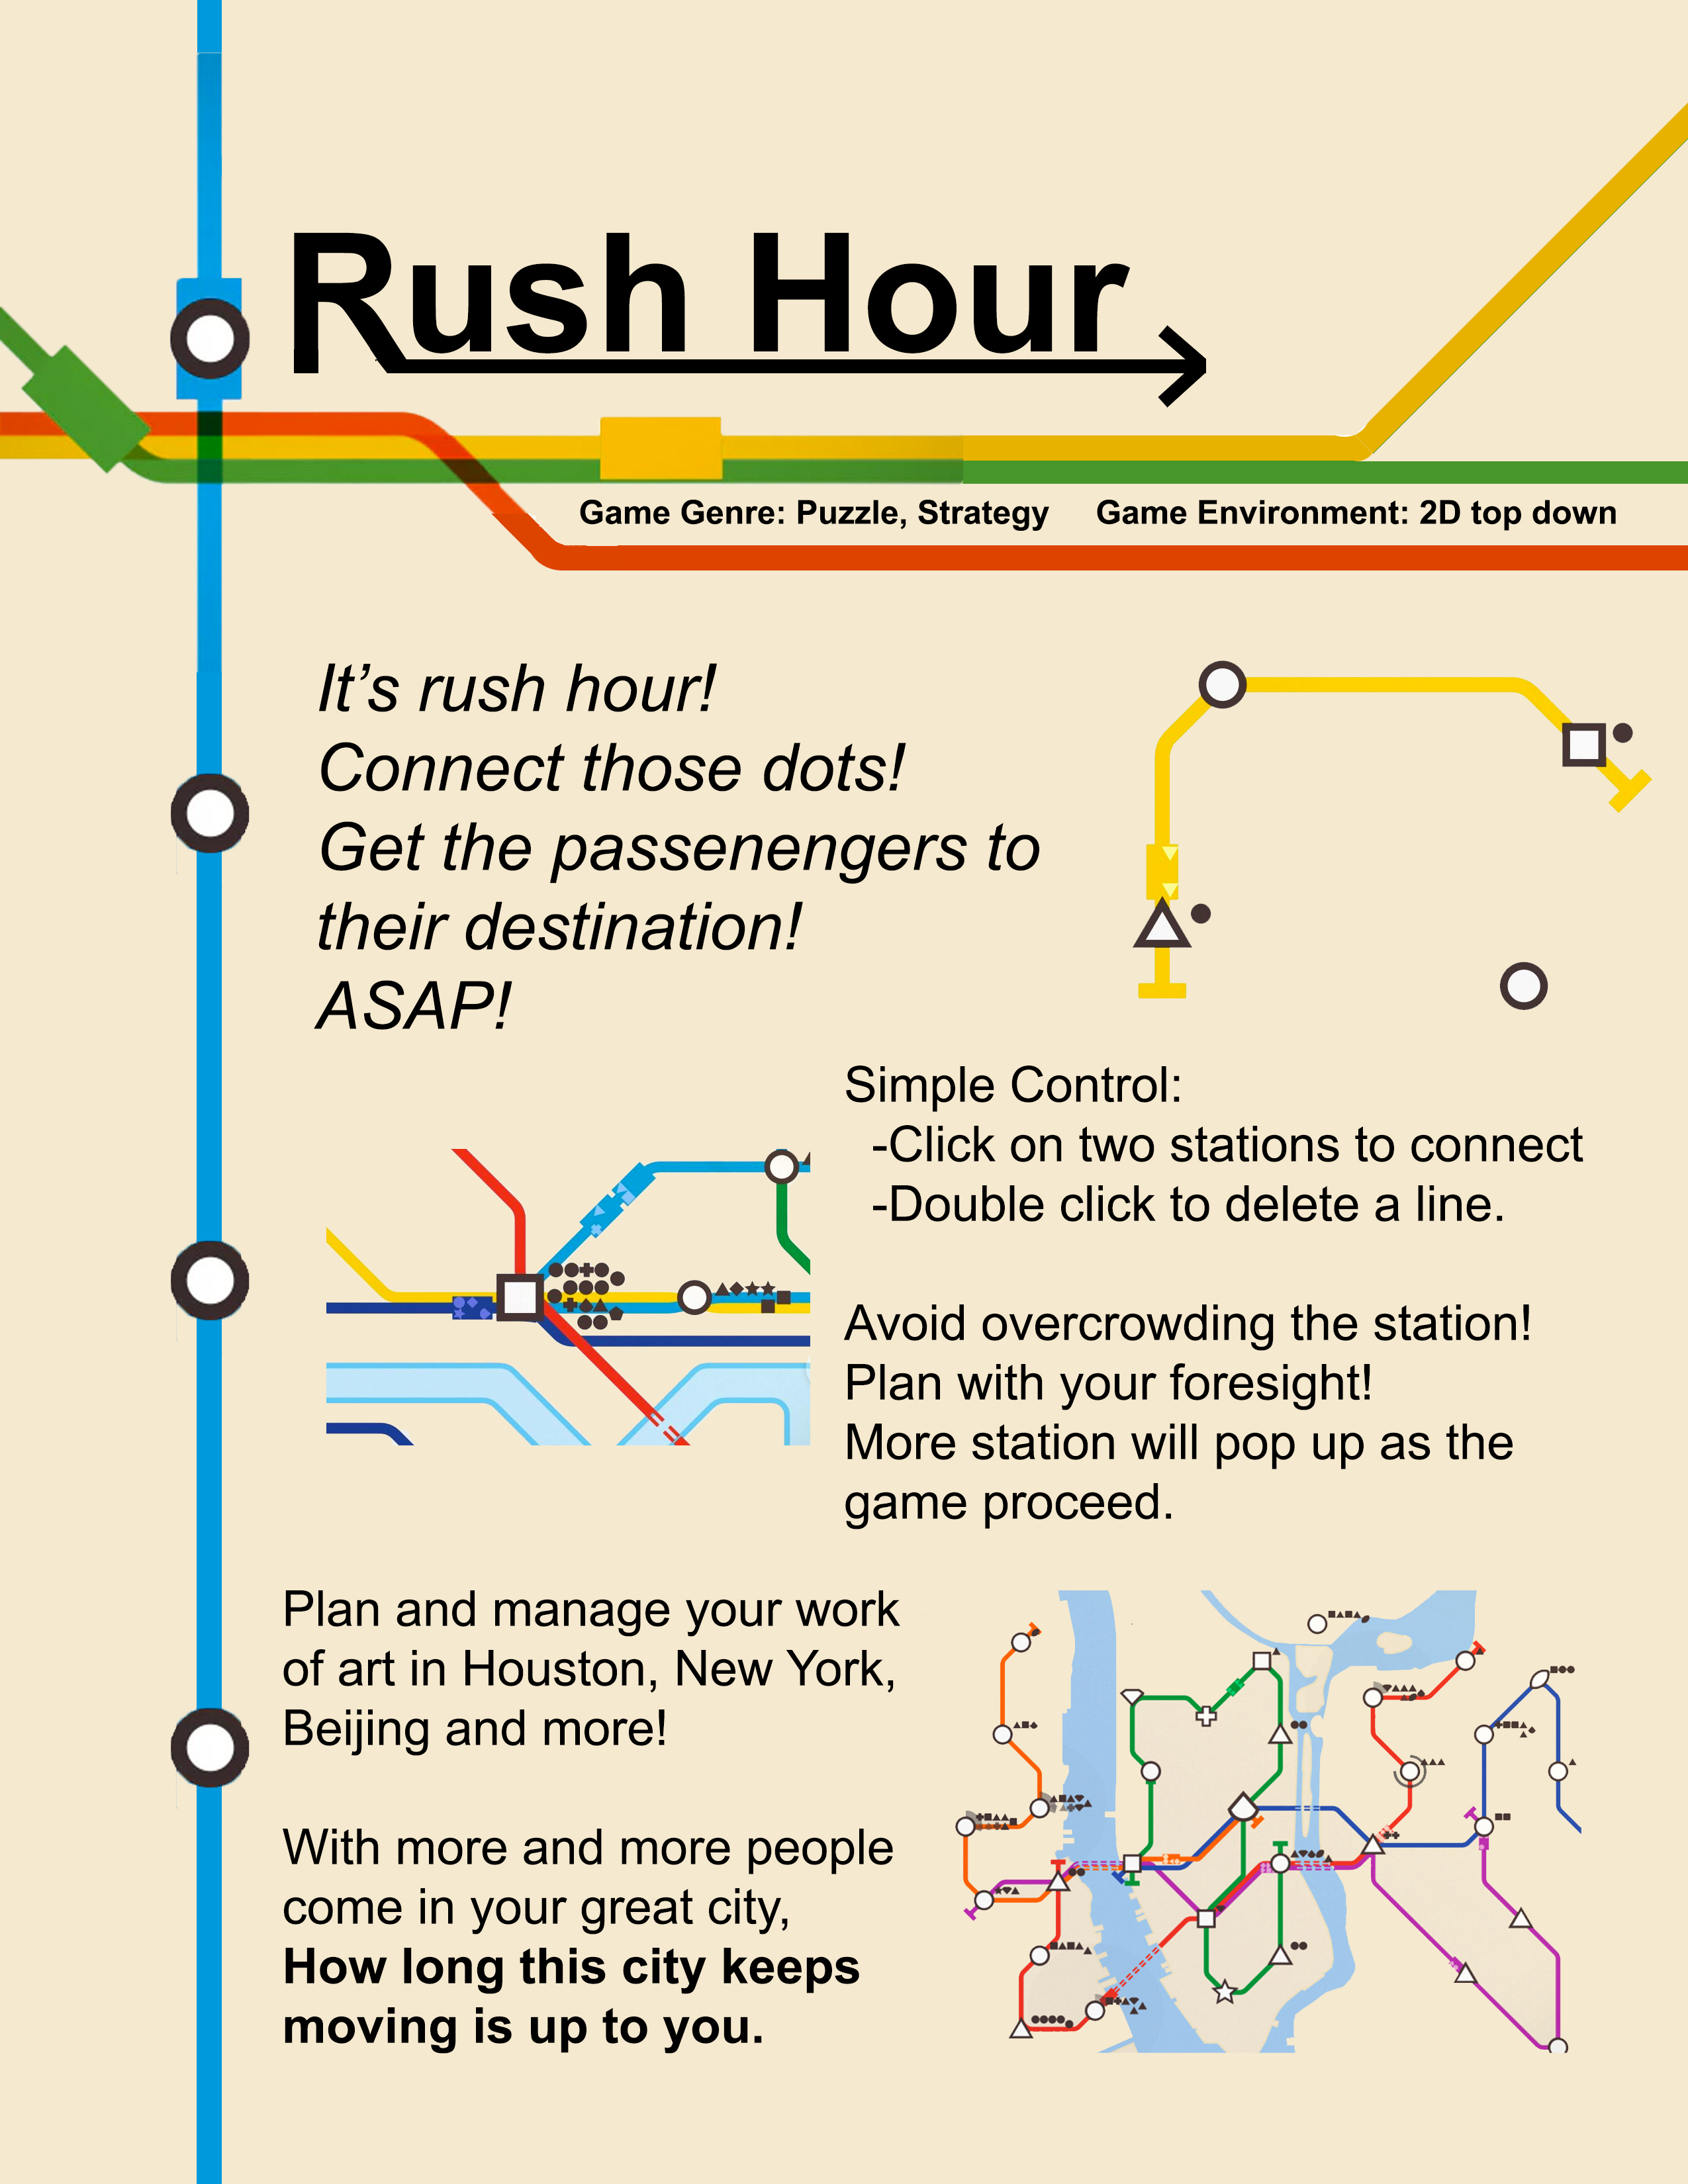 Rush Hour
Game Genre: Puzzle, Strategy
Game Environment: 2D top down
It’s rush hour!
Connect those dots!
Get the passenengers to
their destination!
ASAP!
Simple Control:
-Click on two stations to connect
-Double click to delete a line.
Avoid overcrowding the station!
Plan with your foresight!
More station will pop up as the
game proceed.
Plan and manage your work
of art in Houston, New York,
Beijing and more!
With more and more people
come in your great city,
How long this city keeps
moving is up to you.